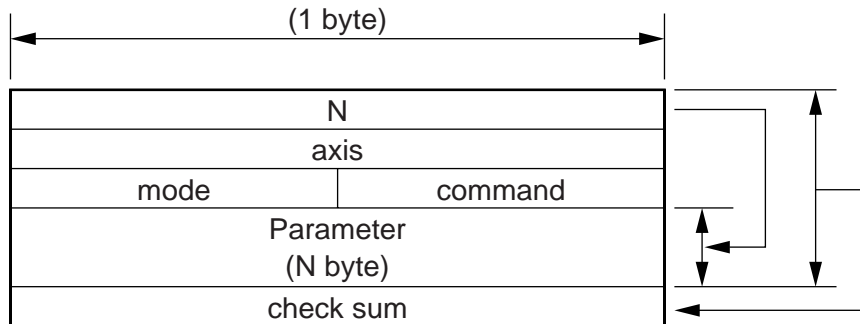 (1 byte)
N
axis
mode command
Parameter
(N byte)
check sum